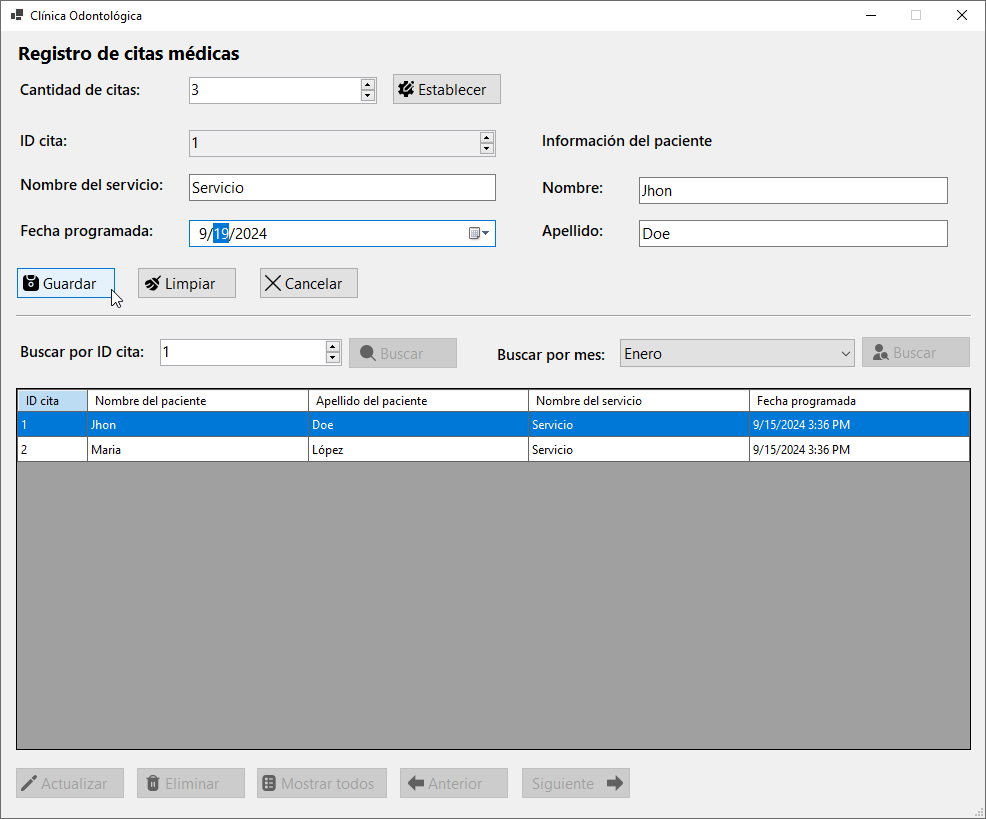 Clínica Odontológica
Registro de citas médicas
Cantidad de citas: 3 Establecer
ID cita: 1 Información del paciente
Nombre del servicio: Servicio Nombre: Jhon
Fecha programada: 9/19/2024 Apellido: Doe
Guardar Limpiar Cancelar
Buscar por ID cita: 1 Buscar Buscar por mes: Enero Buscar
ID cita Nombre del paciente Apellido del paciente Nombre del servicio Fecha programada
1 Jhon Doe Servicio 9/15/2024 3:36 PM
2 Maria López Servicio 9/15/2024 3:36 PM
Actualizar Eliminar Mostrar todos Anterior Siguiente